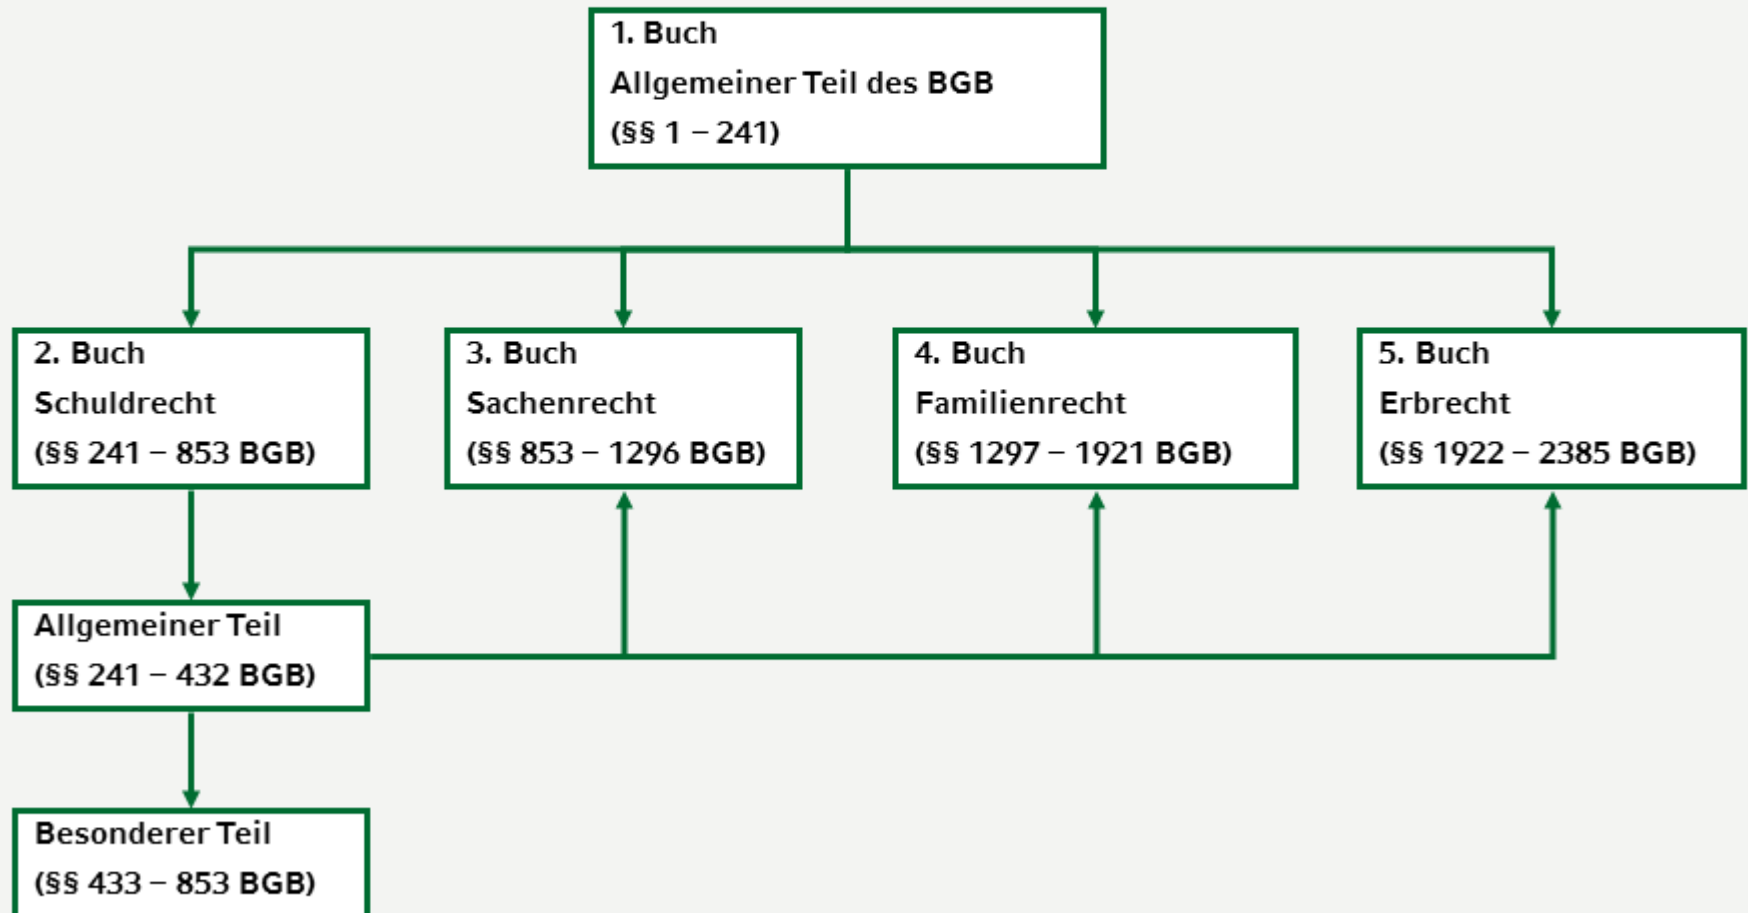 1. Buch
Allgemeiner Teil des BGB
(§§ 1 – 241)
2. Buch
Schuldrecht
(§§ 241 – 853 BGB)
3. Buch
Sachenrecht
(§§ 853 – 1296 BGB)
4. Buch
Familienrecht
(§§ 1297 – 1921 BGB)
5. Buch
Erbrecht
(§§ 1922 – 2385 BGB)
Allgemeiner Teil
(§§ 241 – 432 BGB)
Besonderer Teil
(§§ 433 – 853 BGB)